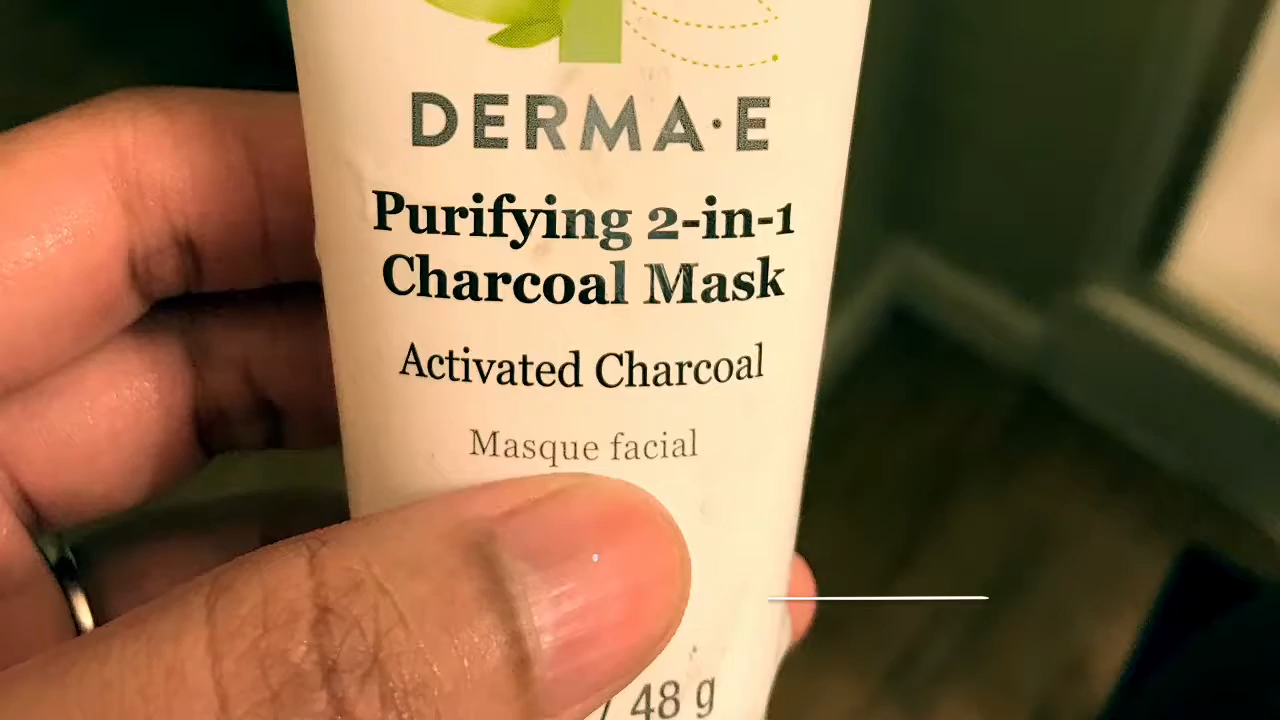 DERMA·E
Purifying 2-in-1
Charcoal Mask
Activated Charcoal
Masque facial
/ 48 g